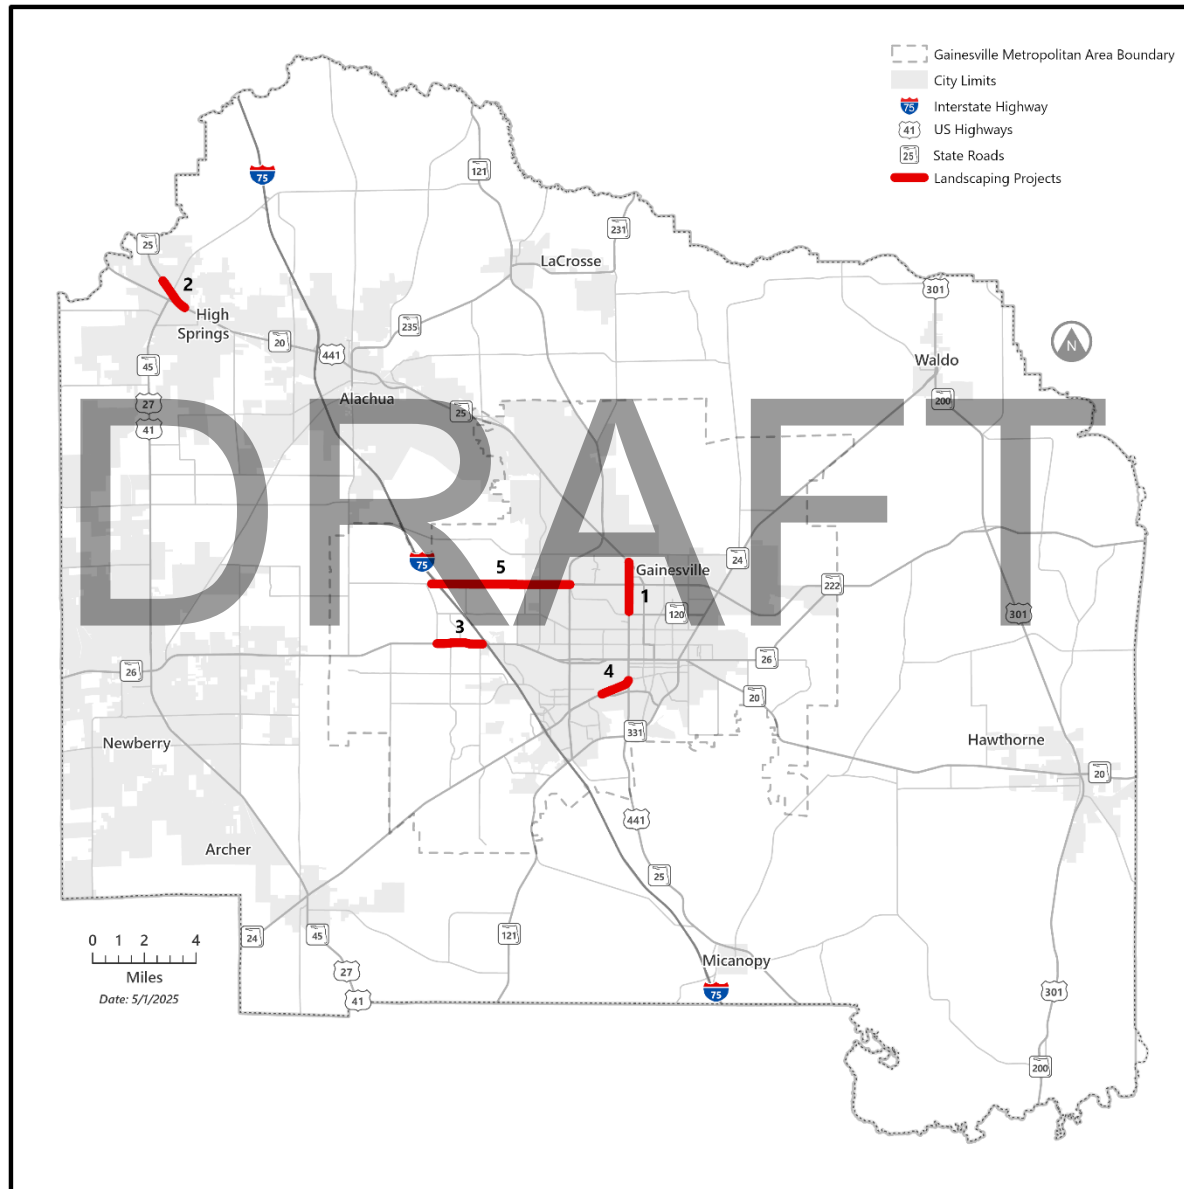 Gainesville Metropolitan Area Boundary
City Limits
75 Interstate Highway
41 US Highways
25 State Roads
Landscaping Projects
75
121
231
25
LaCrosse
2
301
High
Springs
20
235
441
N
Waldo
45
200
27
Alachua
25
41
DRAFT
75
5
Gainesville
24
222
1
120
301
3
26
26
4
20
331
Newberry
Hawthorne
20
441
Archer
25
24
45
121
0 1 2 4
Miles
Date: 5/1/2025
27
41
Micanopy
75
301
200